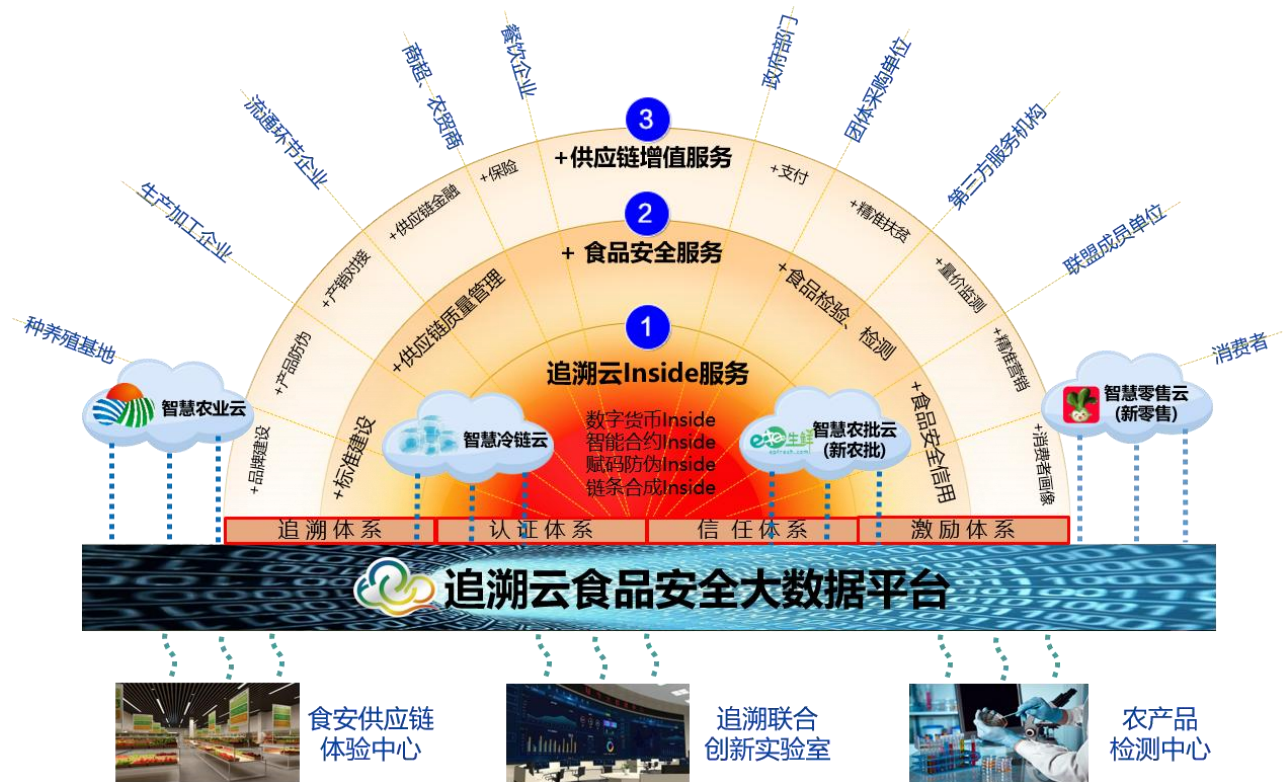 餐饮企业
政府部门
商超、农贸商
团体采购单位
流通环节企业
第三方服务机构
生产加工企业
联盟成员单位
种养殖基地
消费者
3
+供应链增值服务
+保险
+支付
+供应链金融
+精准扶贫
+产销对接
+量价监测
+产品防伪
+精准营销
+品牌建设
+消费者画像
2
+ 食品安全服务
+供应链质量管理
+食品检验、检测
+标准建设
+食品安全信用
1
追溯云Inside服务
数字货币Inside
智能合约Inside
赋码防伪Inside
链条合成Inside
智慧农业云
智慧冷链云
生鲜
智慧农批云
(新农批)
智慧零售云
(新零售)
追溯体系
认证体系
信任体系
激励体系
追溯云食品安全大数据平台
食安供应链
体验中心
追溯联合
创新实验室
农产品
检测中心